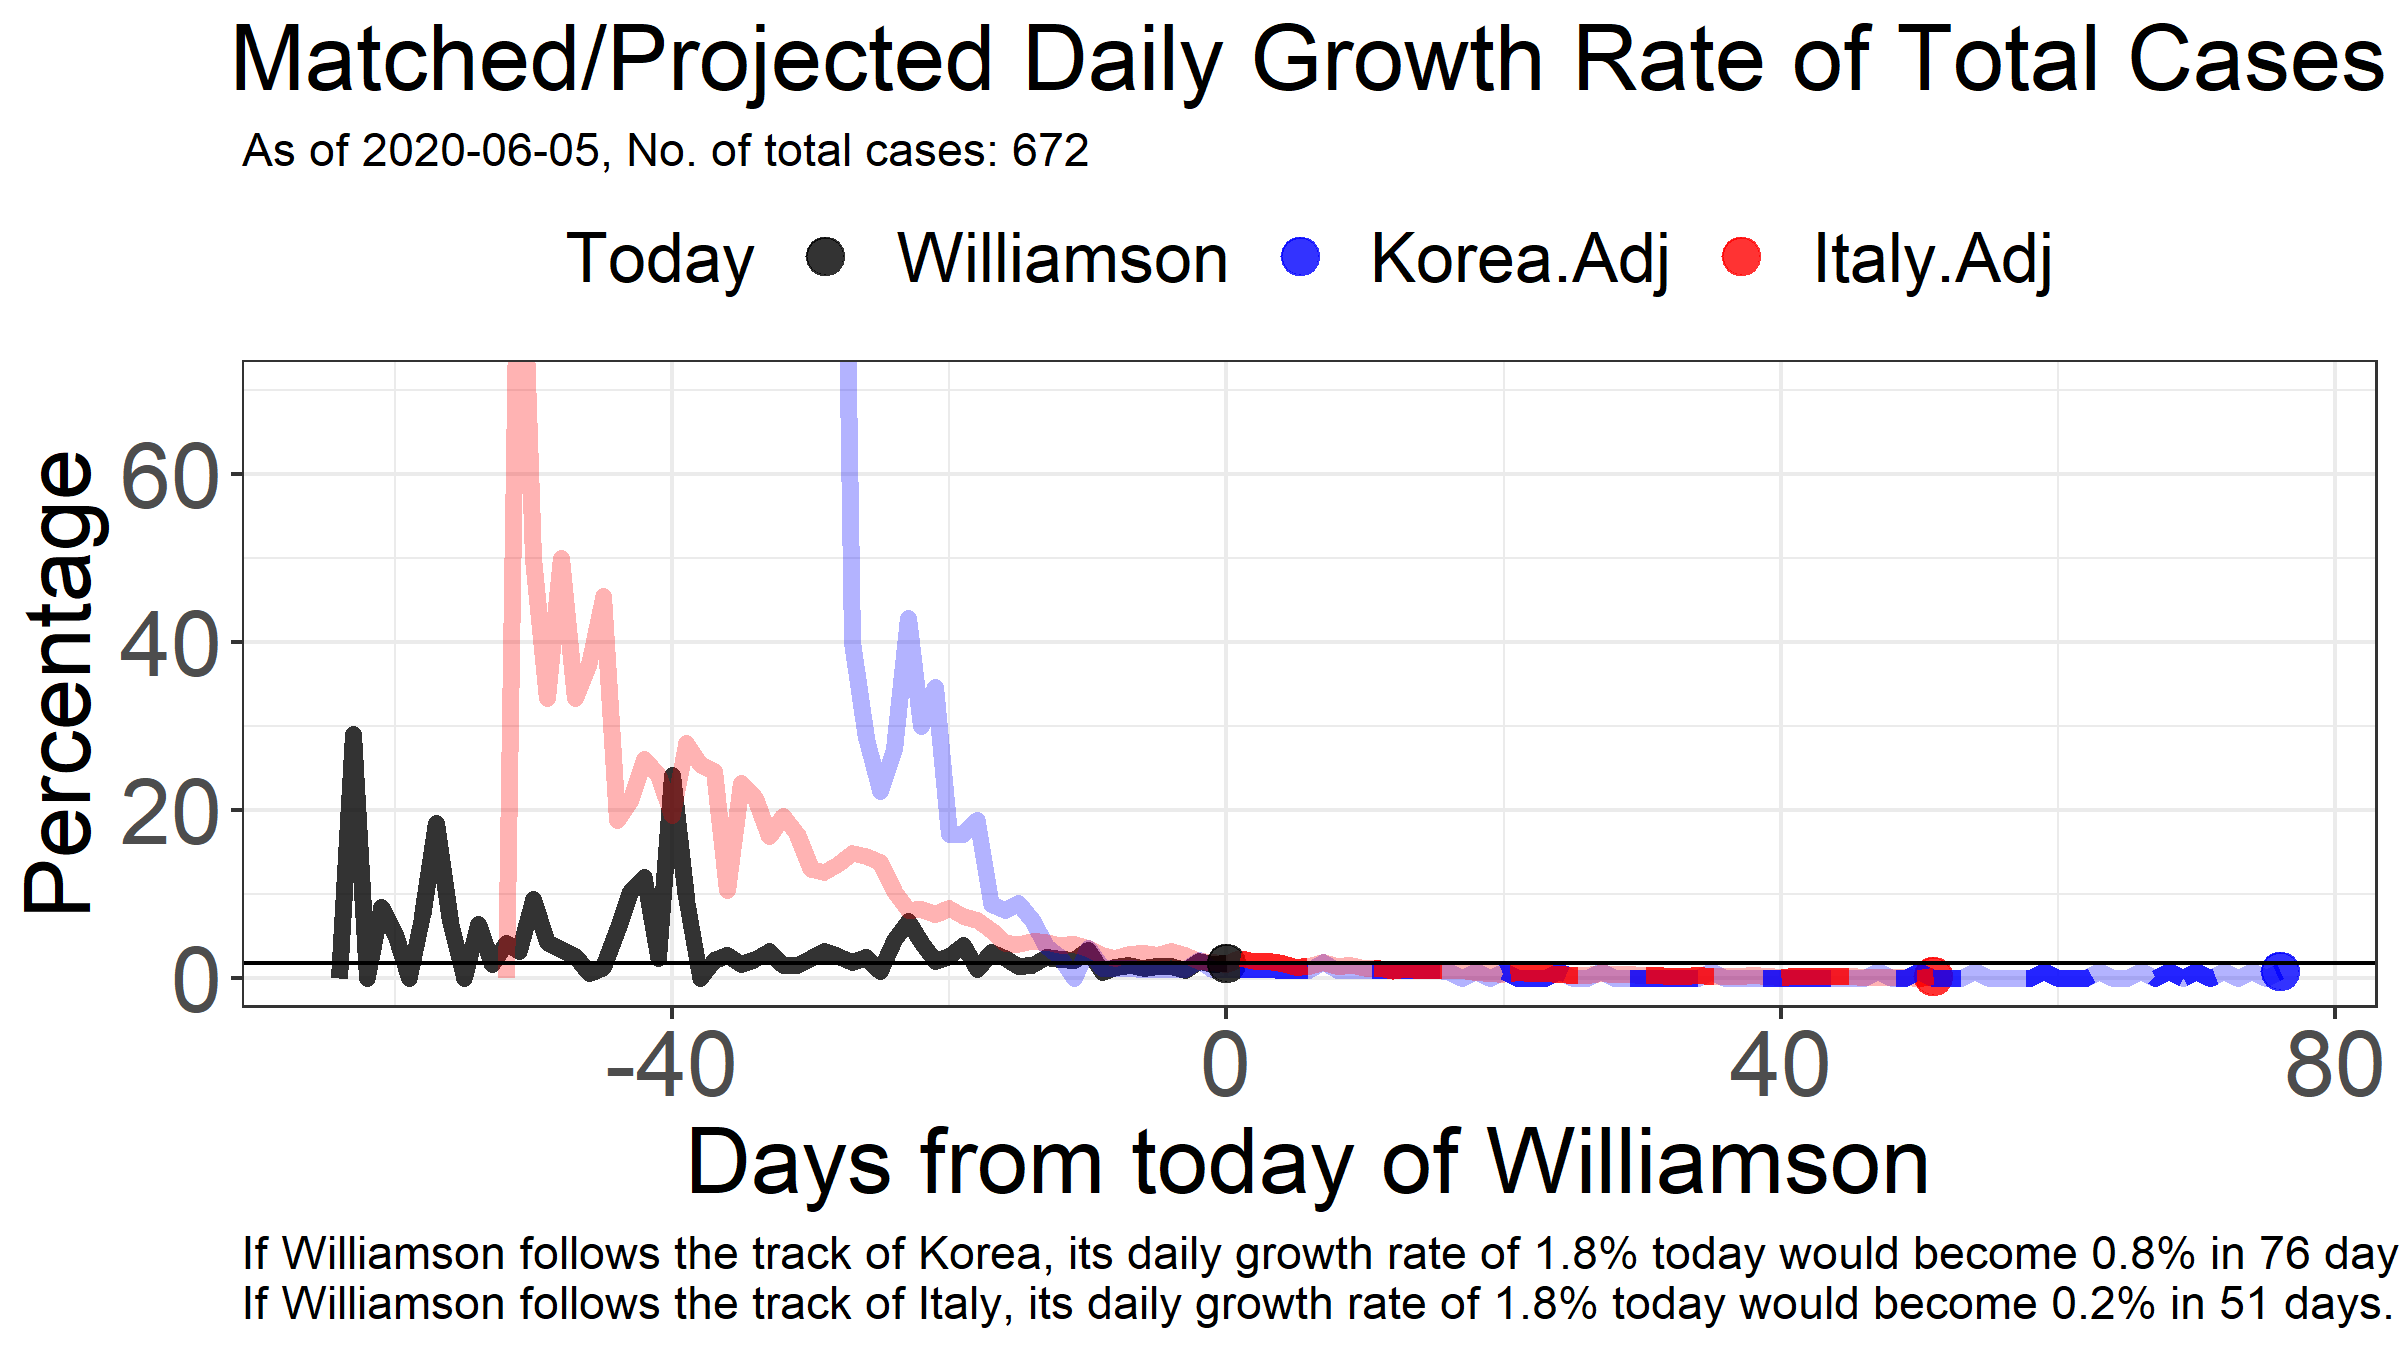 Matched/Projected Daily Growth Rate of Total Cases
As of 2020-06-05, No. of total cases: 672
Today Williamson Korea.Adj Italy.Adj
Percentage
60
40
20
0
-40 0 40 80
Days from today of Williamson
If Williamson follows the track of Korea, its daily growth rate of 1.8% today would become 0.8% in 76 day
If Williamson follows the track of Italy, its daily growth rate of 1.8% today would become 0.2% in 51 days.